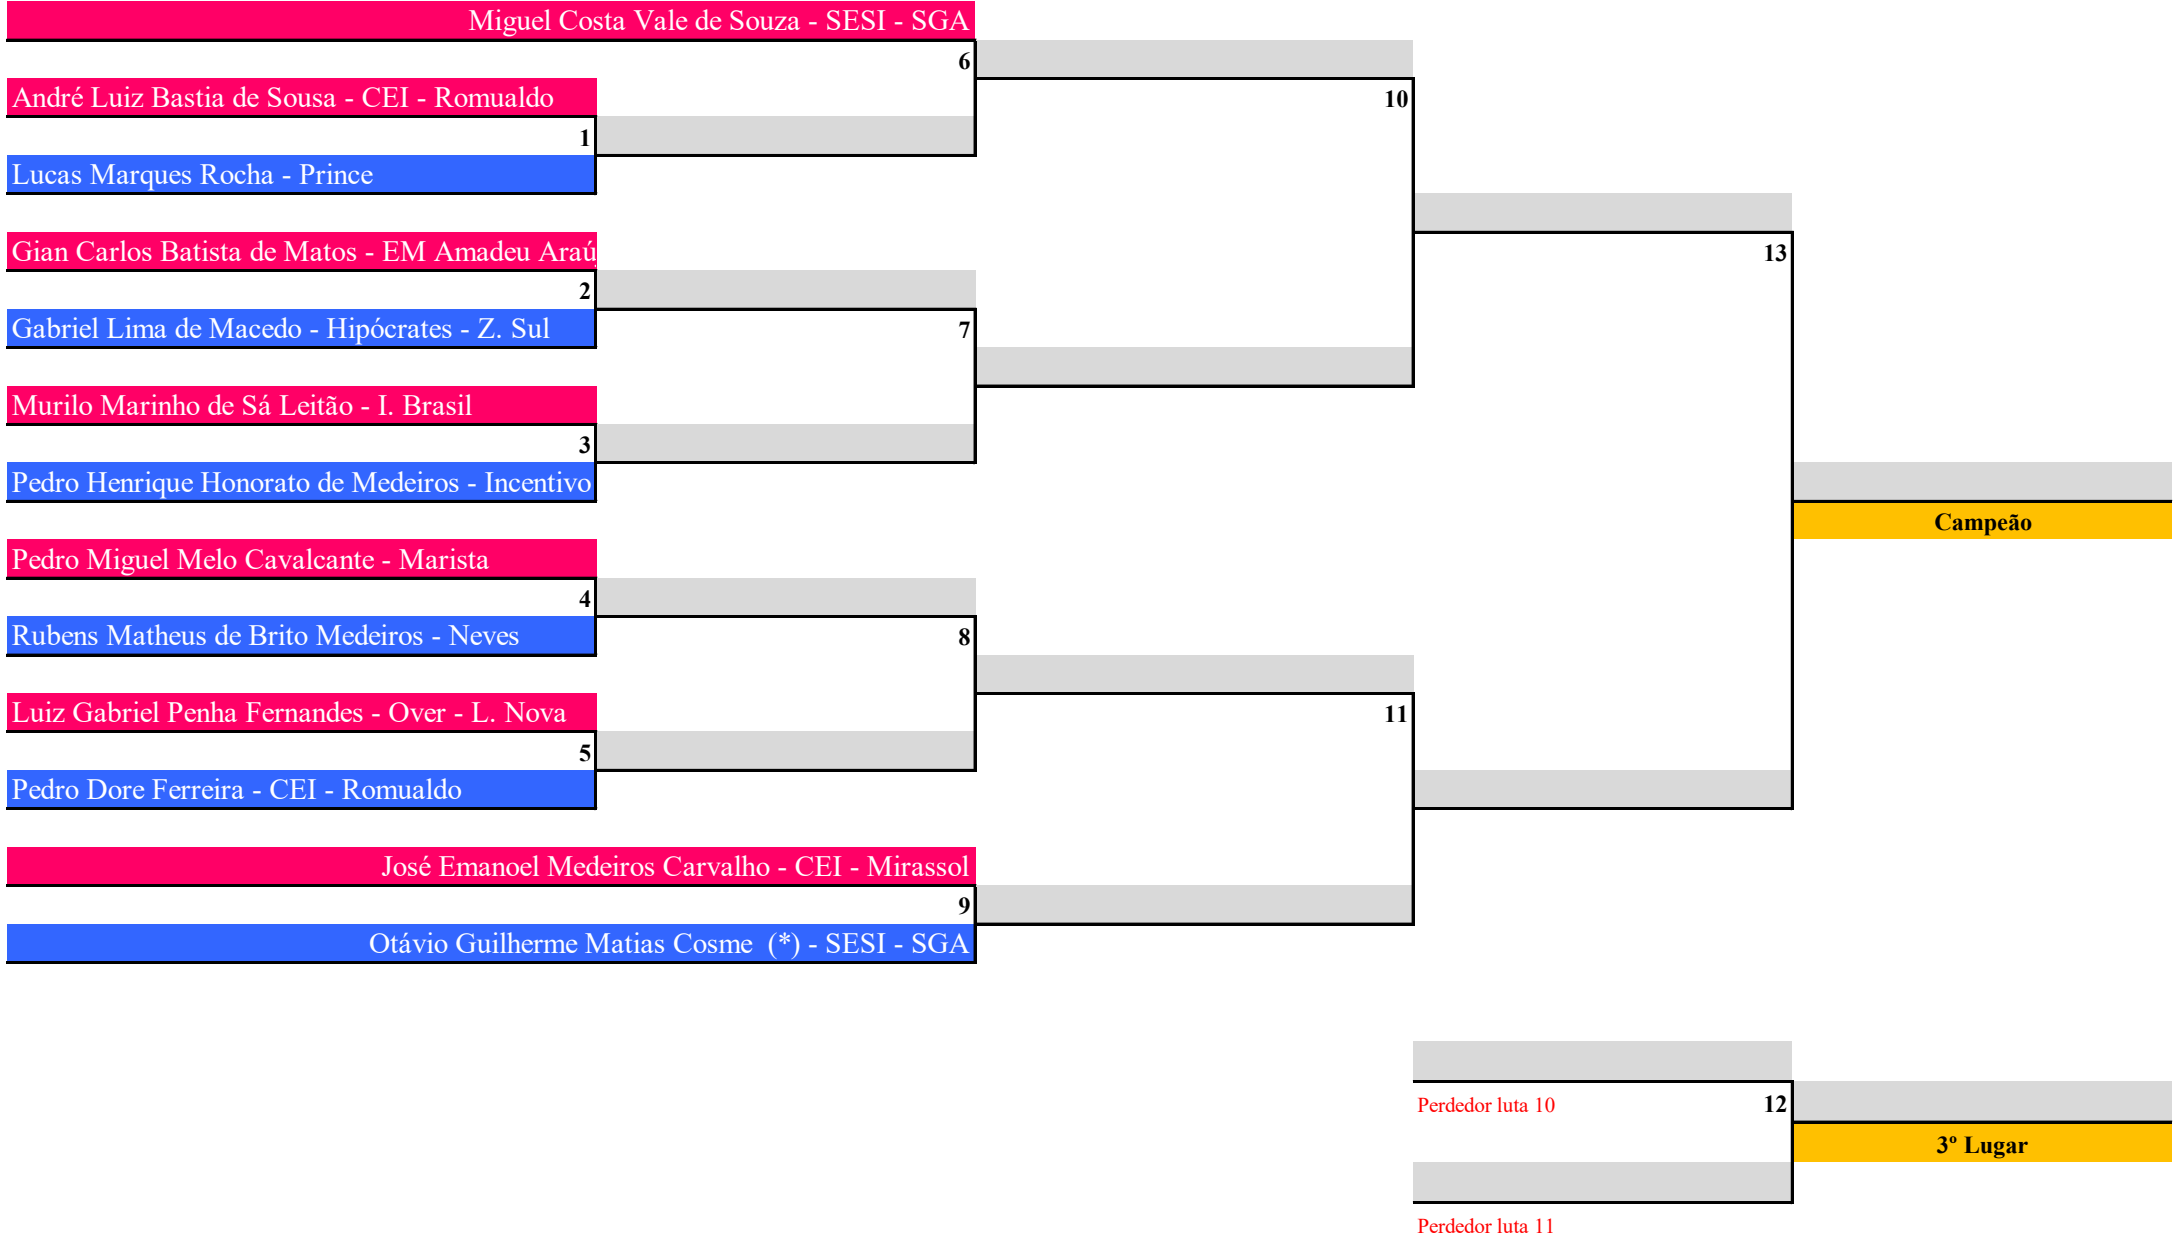 Miguel Costa Vale de Souza - SESI - SGA
6
André Luiz Bastia de Sousa - CEI - Romualdo
10
1
Lucas Marques Rocha - Prince
Gian Carlos Batista de Matos - EM Amadeu Araú
13
2
Gabriel Lima de Macedo - Hipócrates - Z. Sul
7
Murilo Marinho de Sá Leitão - I. Brasil
3
Pedro Henrique Honorato de Medeiros - Incentivo
Campeão
Pedro Miguel Melo Cavalcante - Marista
4
Rubens Matheus de Brito Medeiros - Neves
8
Luiz Gabriel Penha Fernandes - Over - L. Nova
11
5
Pedro Dore Ferreira - CEI - Romualdo
José Emanoel Medeiros Carvalho - CEI - Mirassol
9
Otávio Guilherme Matias Cosme  (*) - SESI - SGA
Perdedor luta 10
12
3º Lugar
Perdedor luta 11